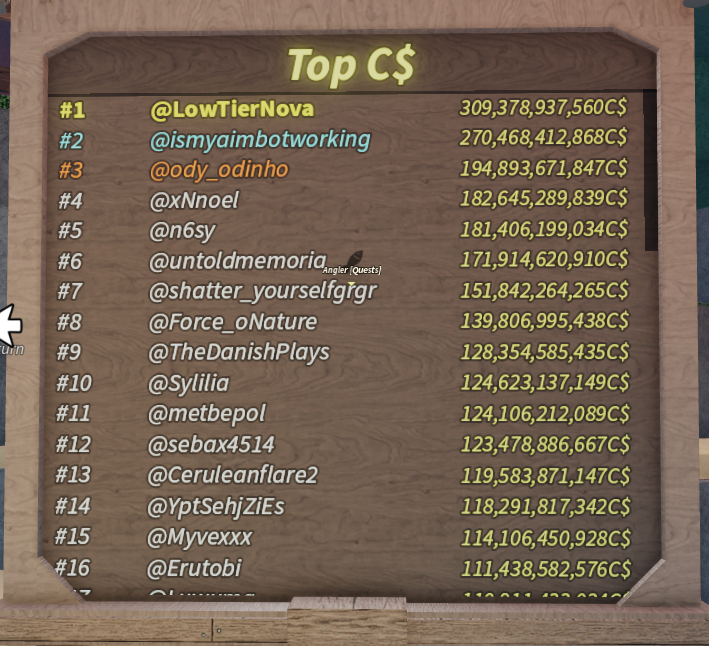 Top C$
#1 @LowTierNova 309,378,937,560C$
#2 @ismyaimbotworking 270,468,412,868C$
#3 @ody_odinho 194,893,671,847C$
#4 @xNnoel 182,645,289,839C$
#5 @n6sy 181,406,199,034C$
#6 @untoldmemoria 171,914,620,910C$
Angler [Quests]
#7 @shatter_yourselfgrgr 151,842,264,265C$
#8 @Force_oNature 139,806,995,438C$
#9 @TheDanishPlays 128,354,585,435C$
#10 @Sylilia 124,623,137,149C$
#11 @metbepol 124,106,212,089C$
#12 @sebax4514 123,478,886,667C$
#13 @Ceruleanflare2 119,583,871,147C$
#14 @YptSehjZiEs 118,291,817,342C$
#15 @Myvexxx 114,106,450,928C$
#16 @Erutobi 111,438,582,576C$